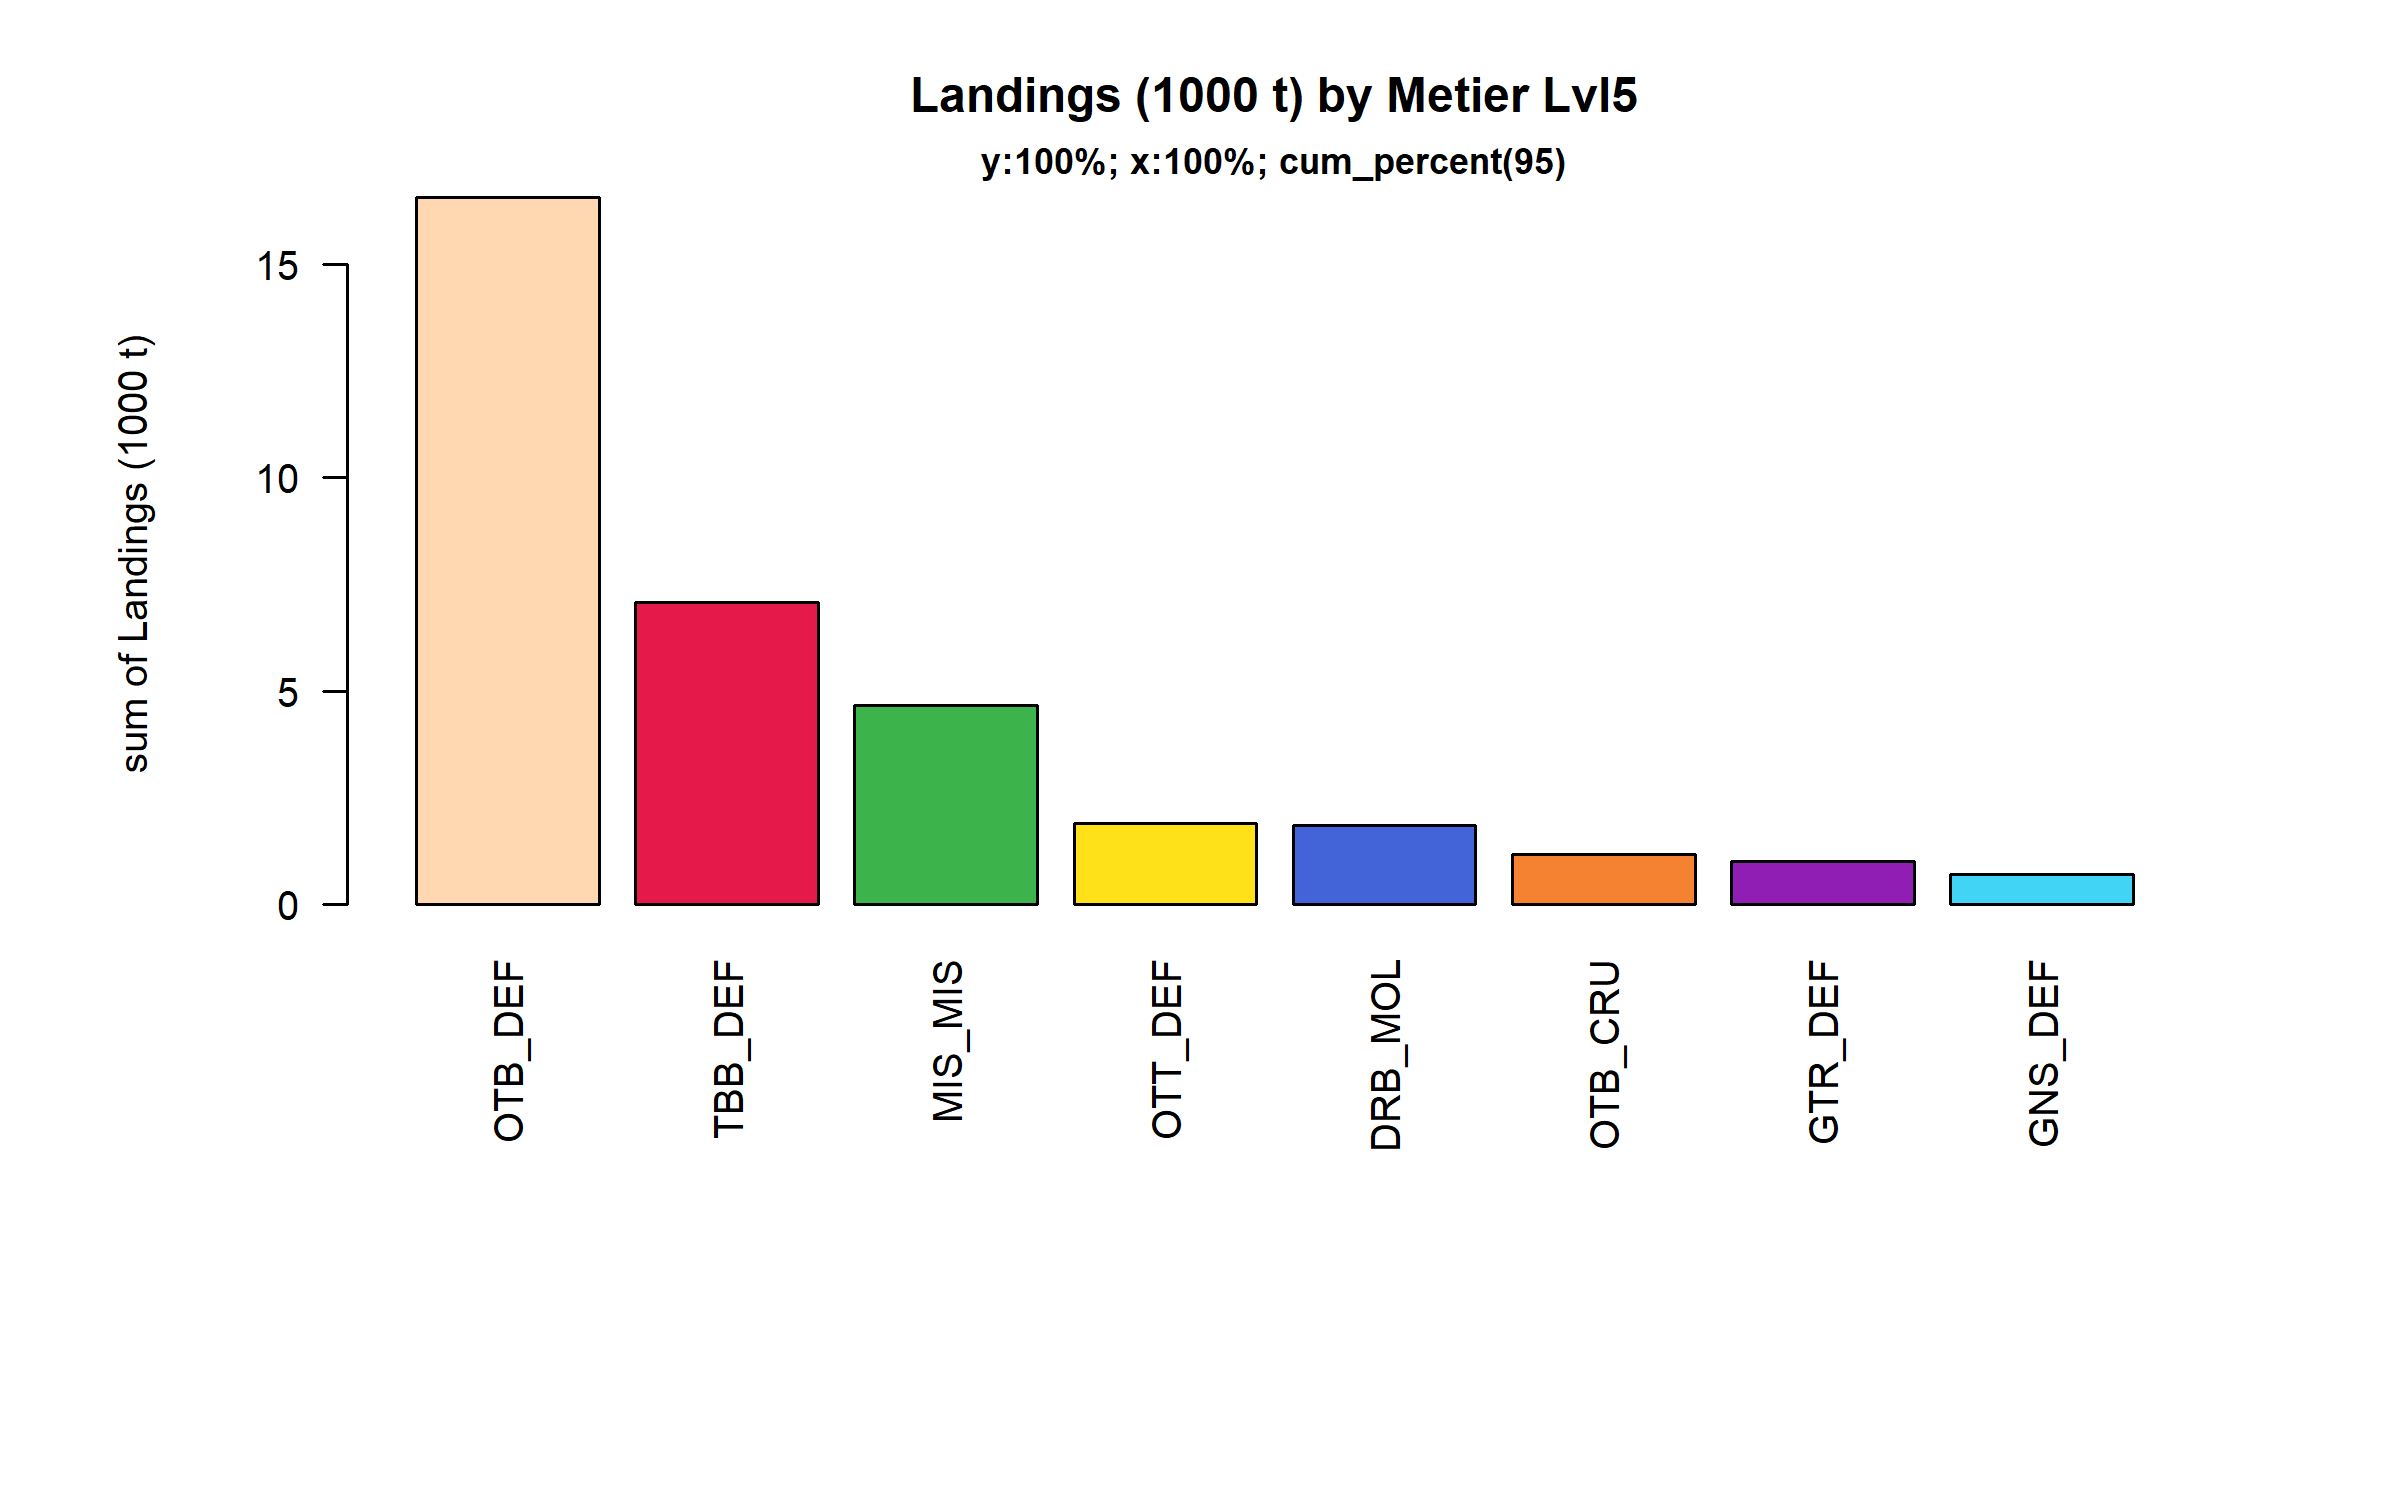 Landings (1000 t) by Metier Lvl5
y:100%; x:100%; cum_percent(95)
sum of Landings (1000 t)
15
10
5
0
OTB_DEF
TBB_DEF
MIS_MIS
OTT_DEF
DRB_MOL
OTB_CRU
GTR_DEF
GNS_DEF